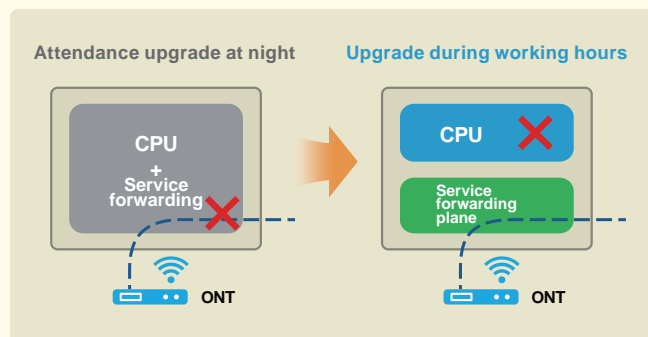 Attendance upgrade at night
Upgrade during working hours
CPU
+
Service
forwarding
ONT
CPU
Service
forwarding
plane
ONT